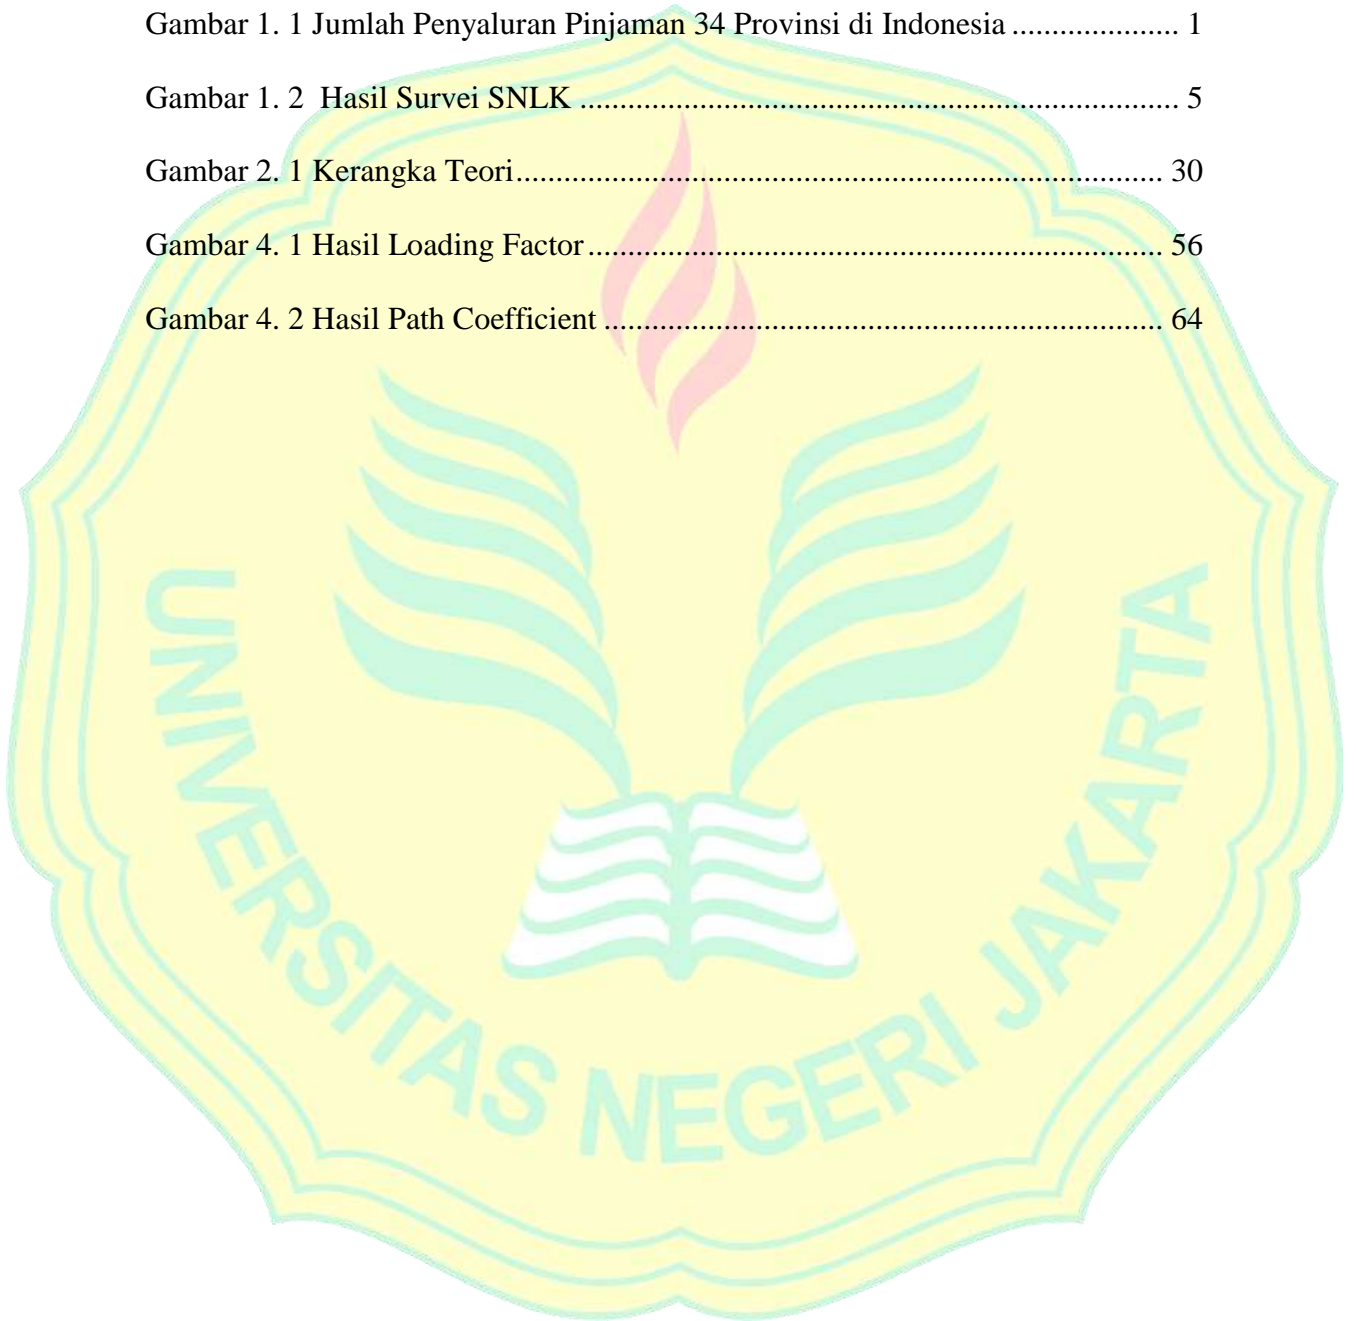 Gambar 1. 1 Jumlah Penyaluran Pinjaman 34 Provinsi di Indonesia ..................... 1
Gambar 1. 2  Hasil Survei SNLK ........................................................................... 5
Gambar 2. 1 Kerangka Teori................................................................................. 30
Gambar 4. 1 Hasil Loading Factor........................................................................ 56
Gambar 4. 2 Hasil Path Coefficient ...................................................................... 64
UNIVERSITAS NEGERI JAKARTA